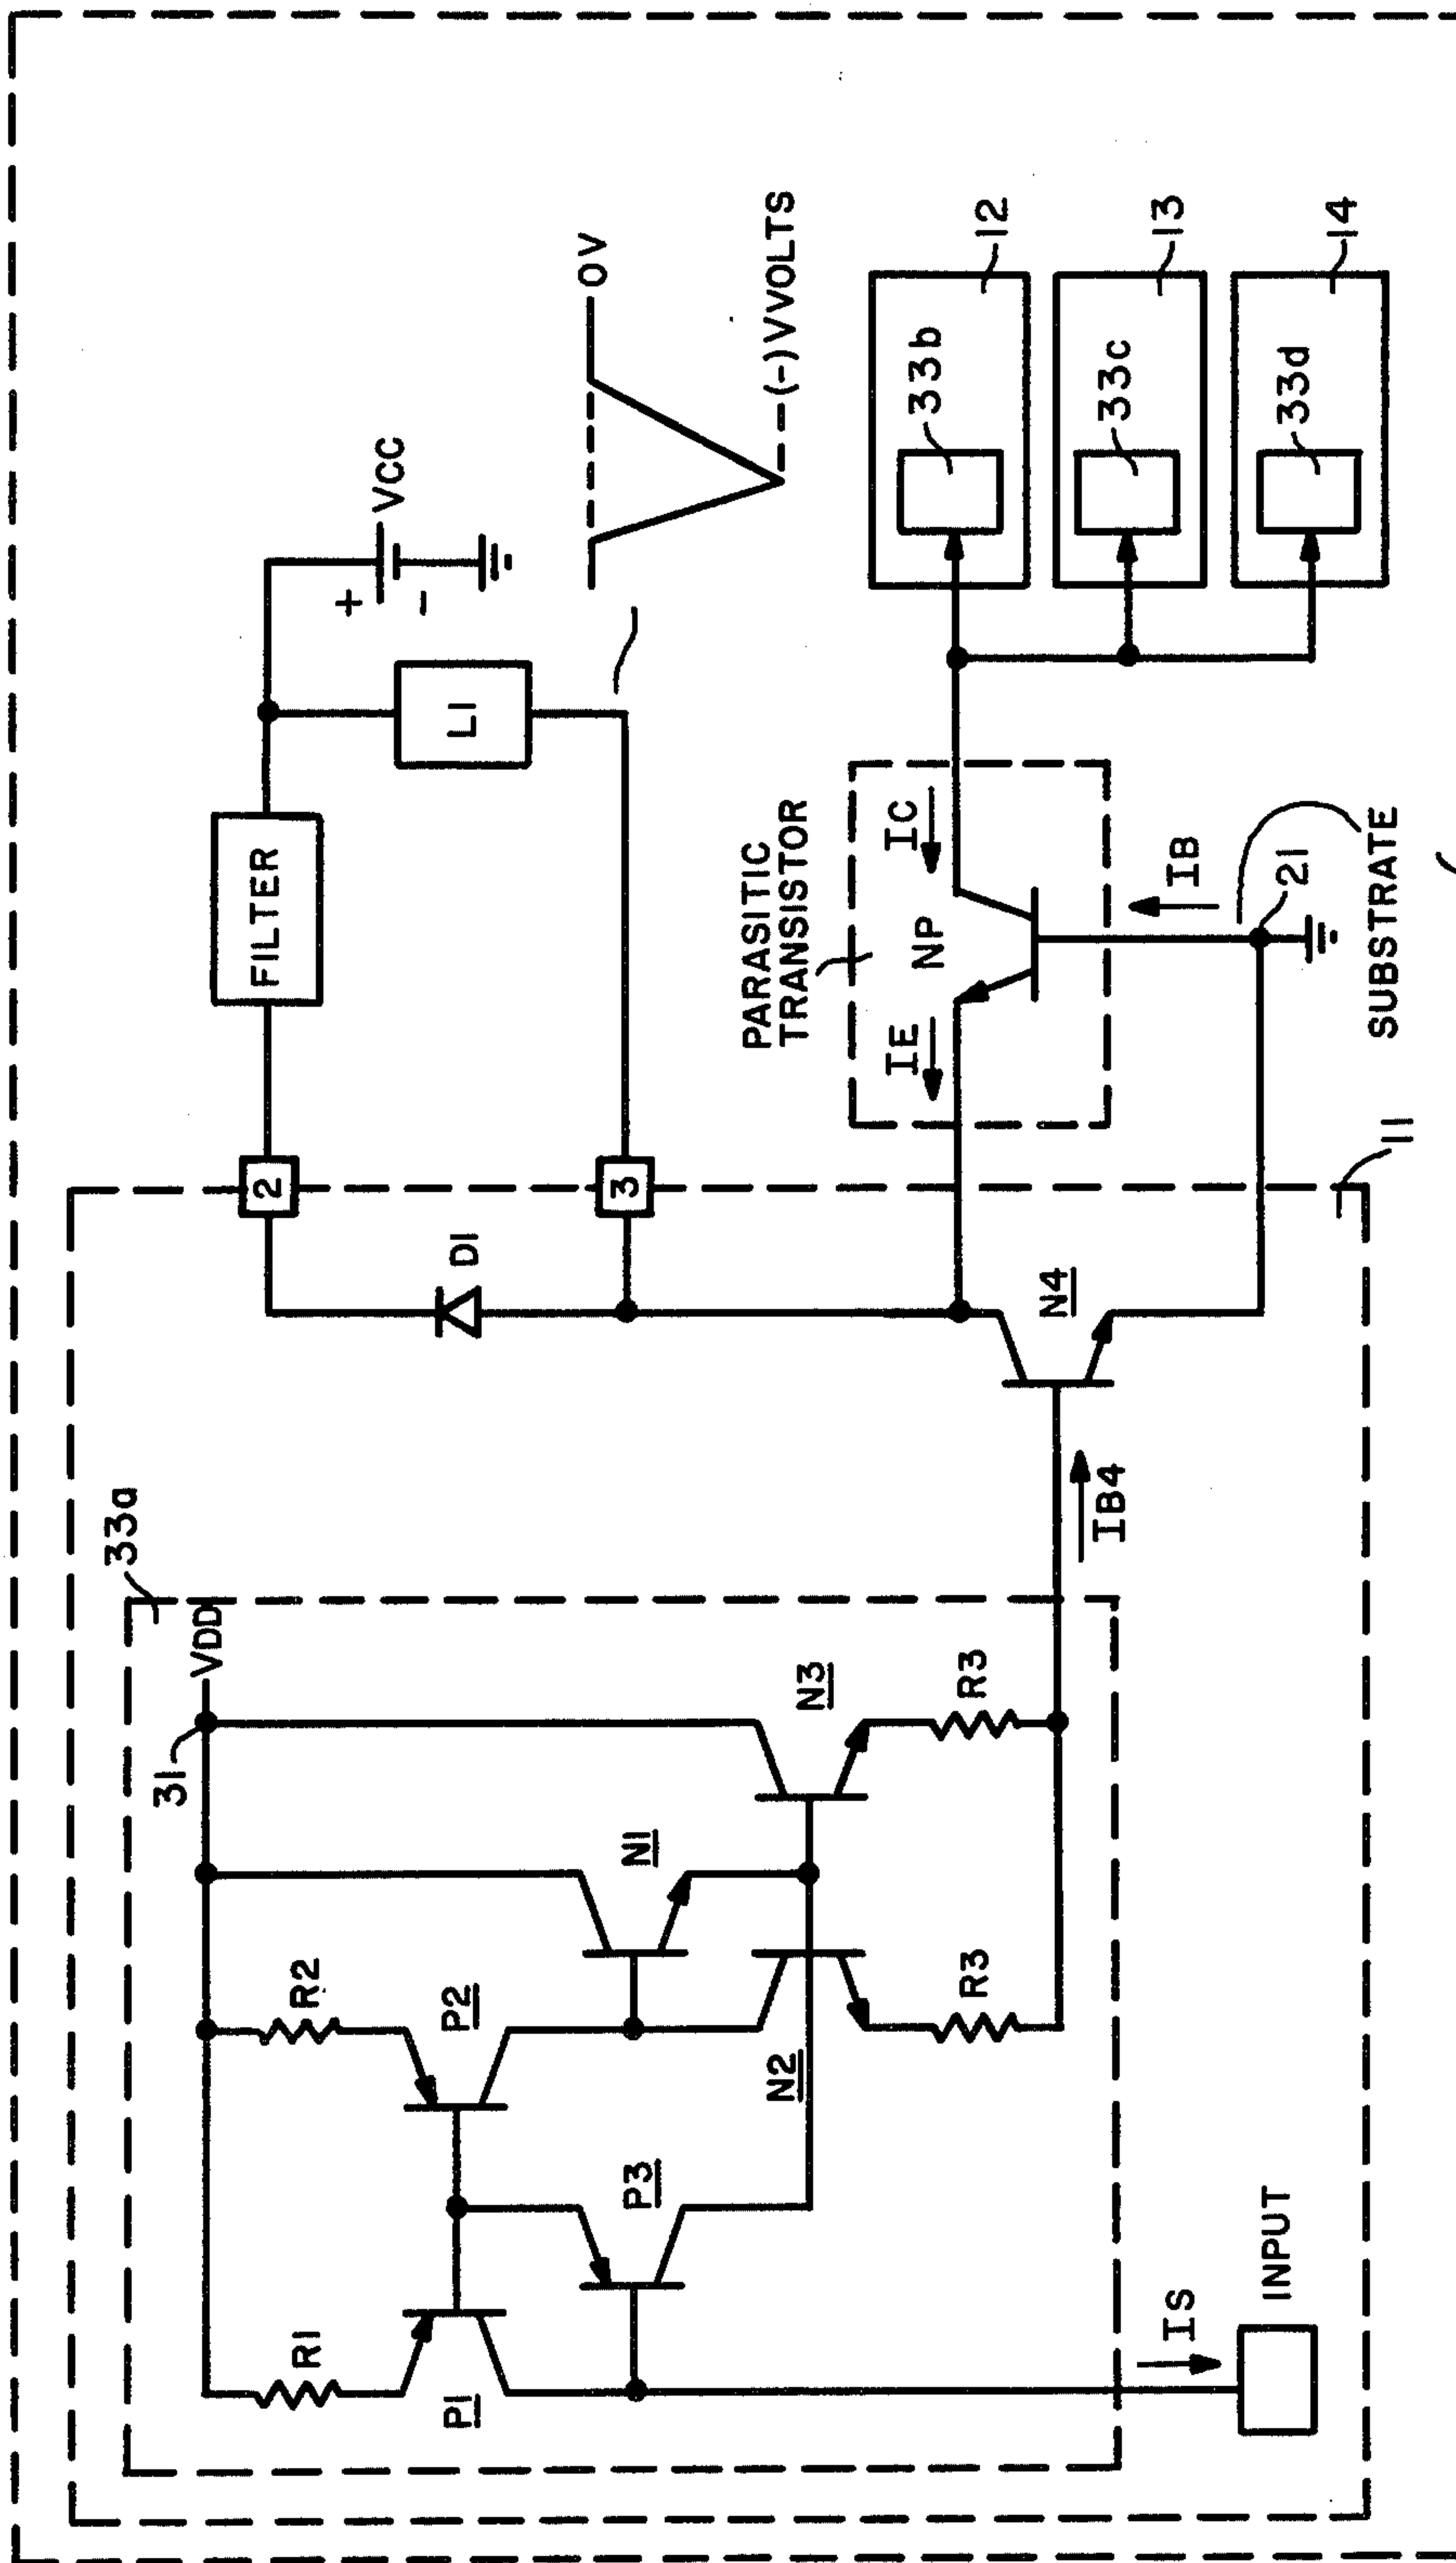 33a
31
VDD
R1
R2
P1
P2
P3
N1
N2
N3
R3
R3
IS
INPUT
IB4
N4
D1
2
3
FILTER
L1
+
-
VCC
0V
(-)VVOLTS
PARASITIC
TRANSISTOR
IE
IC
NP
IB
21
SUBSTRATE
11
33b
12
33c
13
33d
14